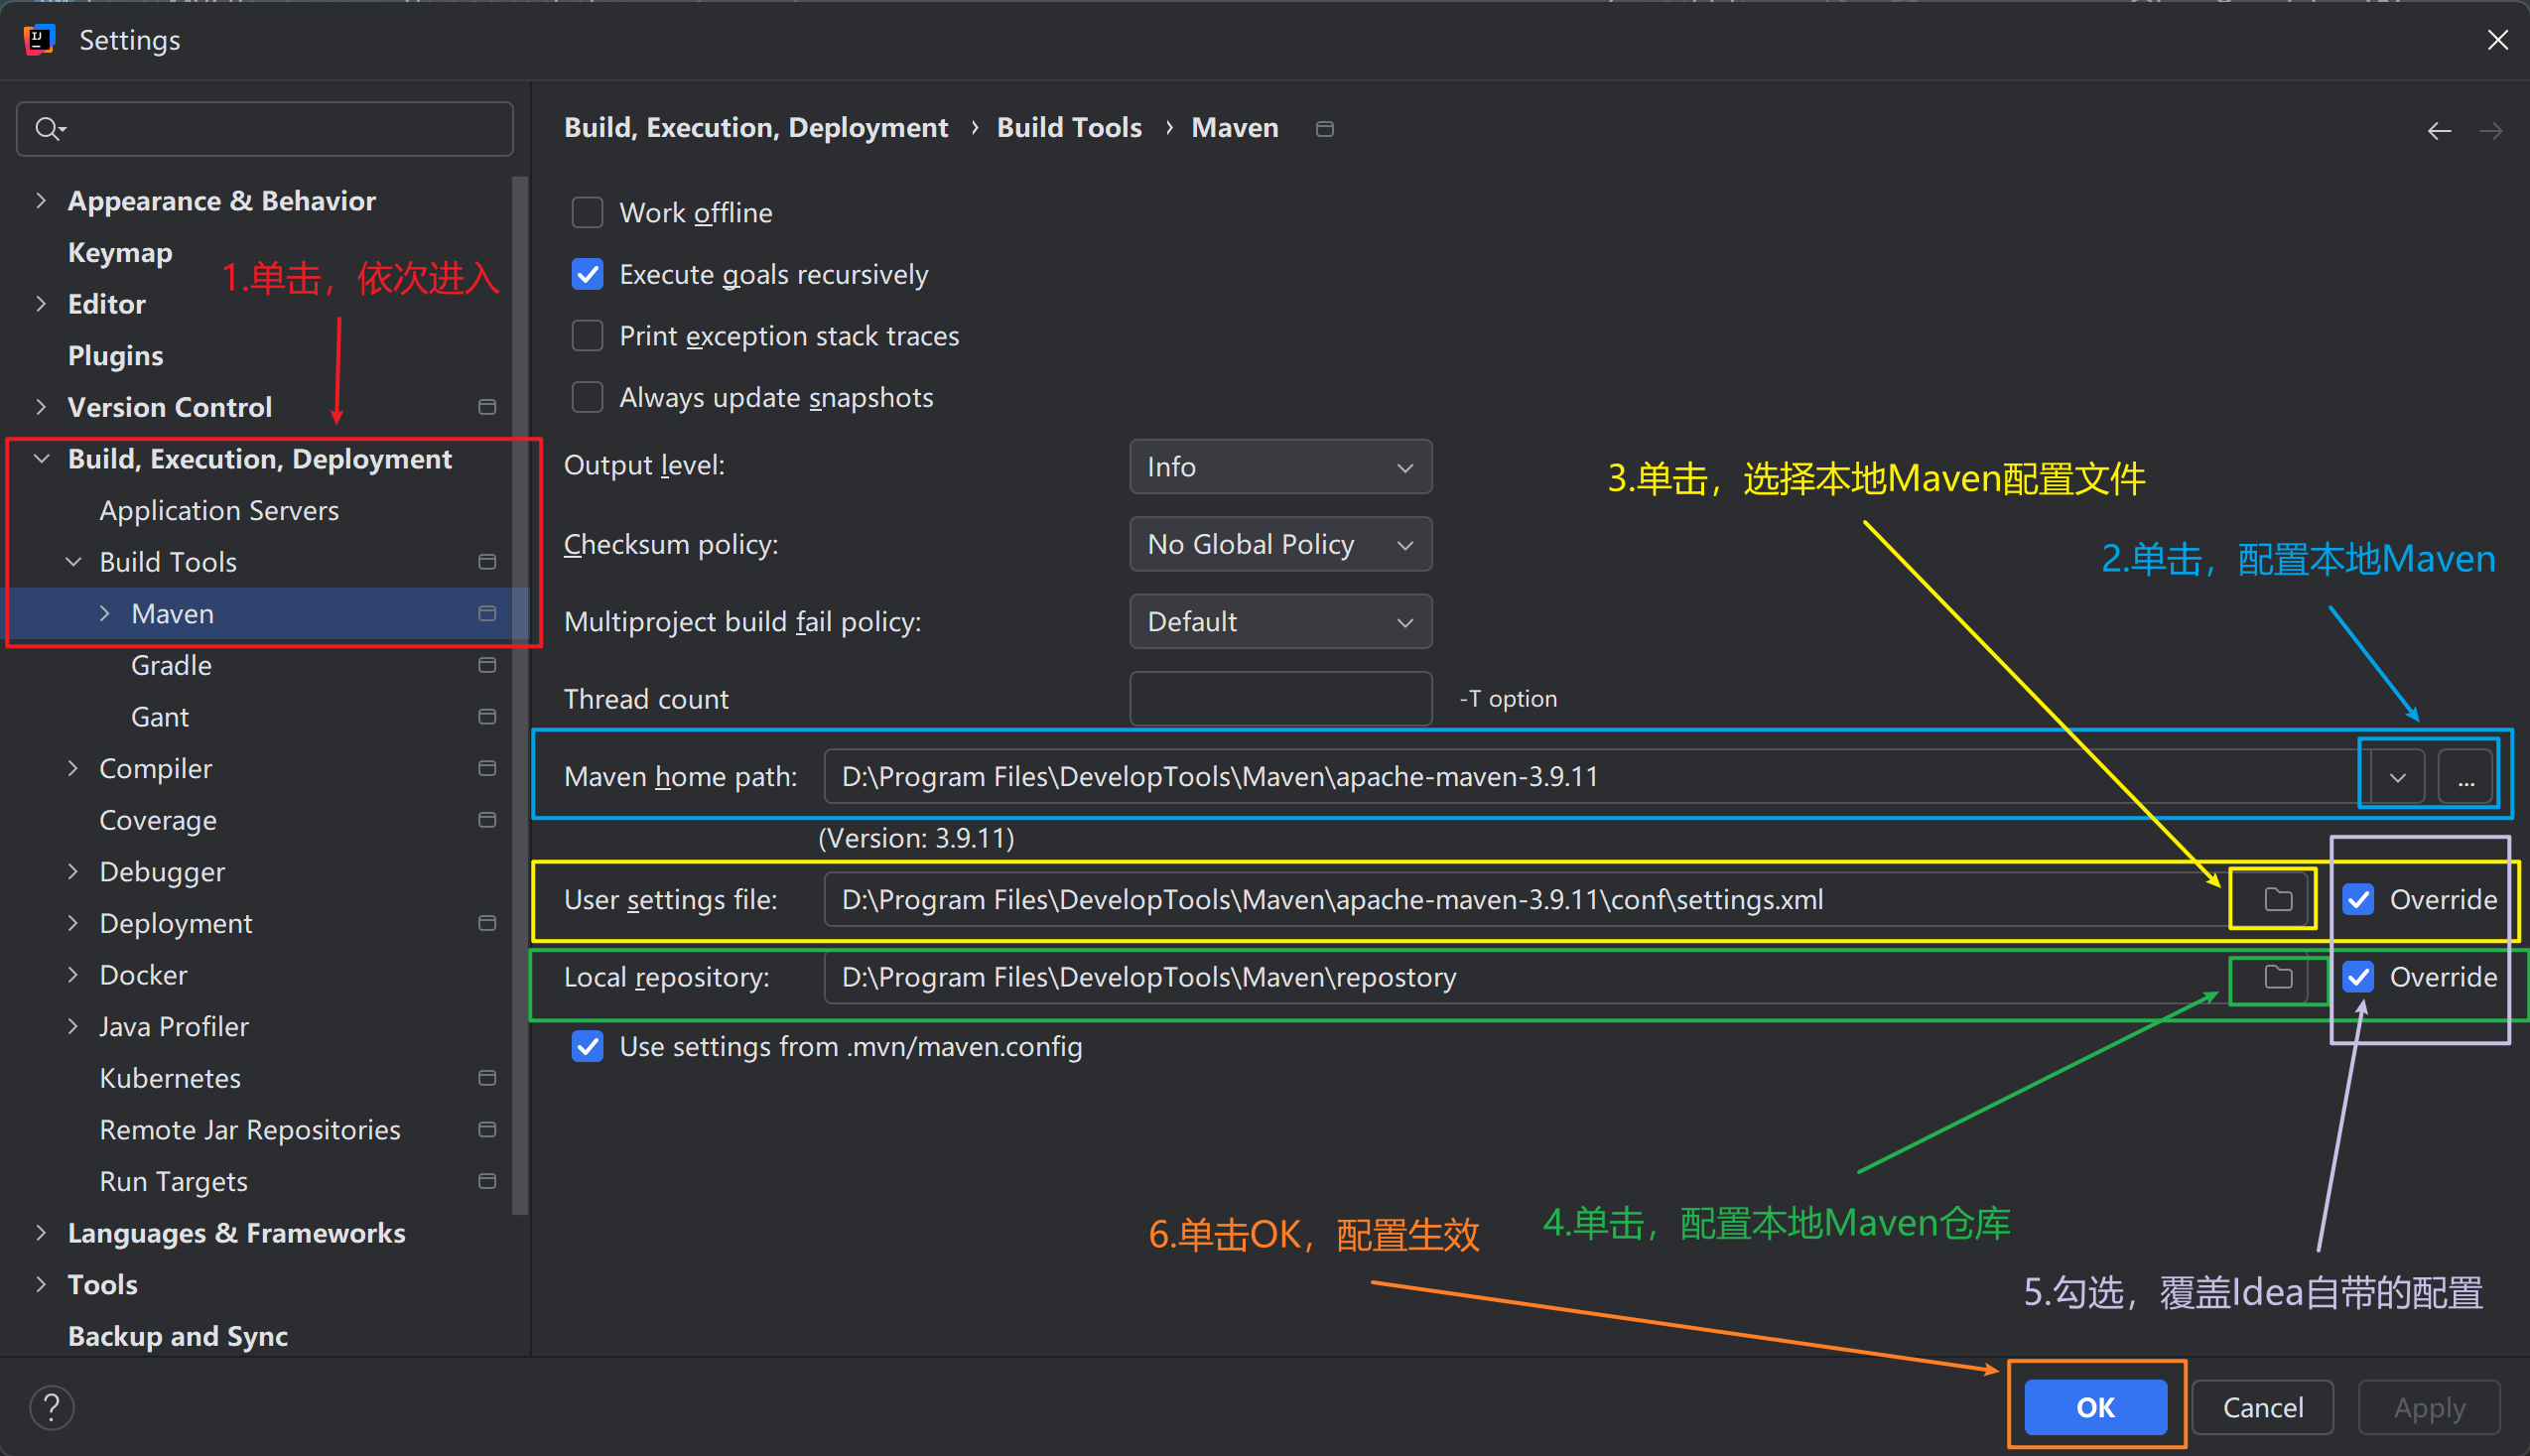 Settings
Build, Execution, Deployment › Build Tools › Maven
Appearance & Behavior
Keymap
1.单击，依次进入
Editor
Plugins
Version Control
Build, Execution, Deployment
Application Servers
Build Tools
Maven
Gradle
Gant
Compiler
Coverage
Debugger
Deployment
Docker
Java Profiler
Kubernetes
Remote Jar Repositories
Run Targets
Languages & Frameworks
Tools
Backup and Sync
Work offline
Execute goals recursively
Print exception stack traces
Always update snapshots
Output level: Info
3.单击，选择本地Maven配置文件
Checksum policy: No Global Policy
2.单击，配置本地Maven
Multiproject build fail policy: Default
Thread count -T option
Maven home path: D:\Program Files\DevelopTools\Maven\apache-maven-3.9.11 ...
(Version: 3.9.11)
User settings file: D:\Program Files\DevelopTools\Maven\apache-maven-3.9.11\conf\settings.xml Override
Local repository: D:\Program Files\DevelopTools\Maven\repostory Override
Use settings from .mvn/maven.config
4.单击，配置本地Maven仓库
6.单击OK，配置生效
5.勾选，覆盖Idea自带的配置
? OK Cancel Apply